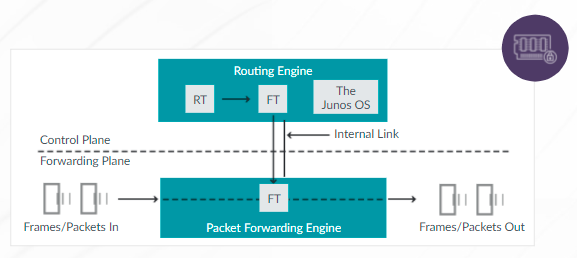 Routing Engine
RT
FT
The
Junos OS
Internal Link
Control Plane
Forwarding Plane
FT
Frames/Packets In
Packet Forwarding Engine
Frames/Packets Out